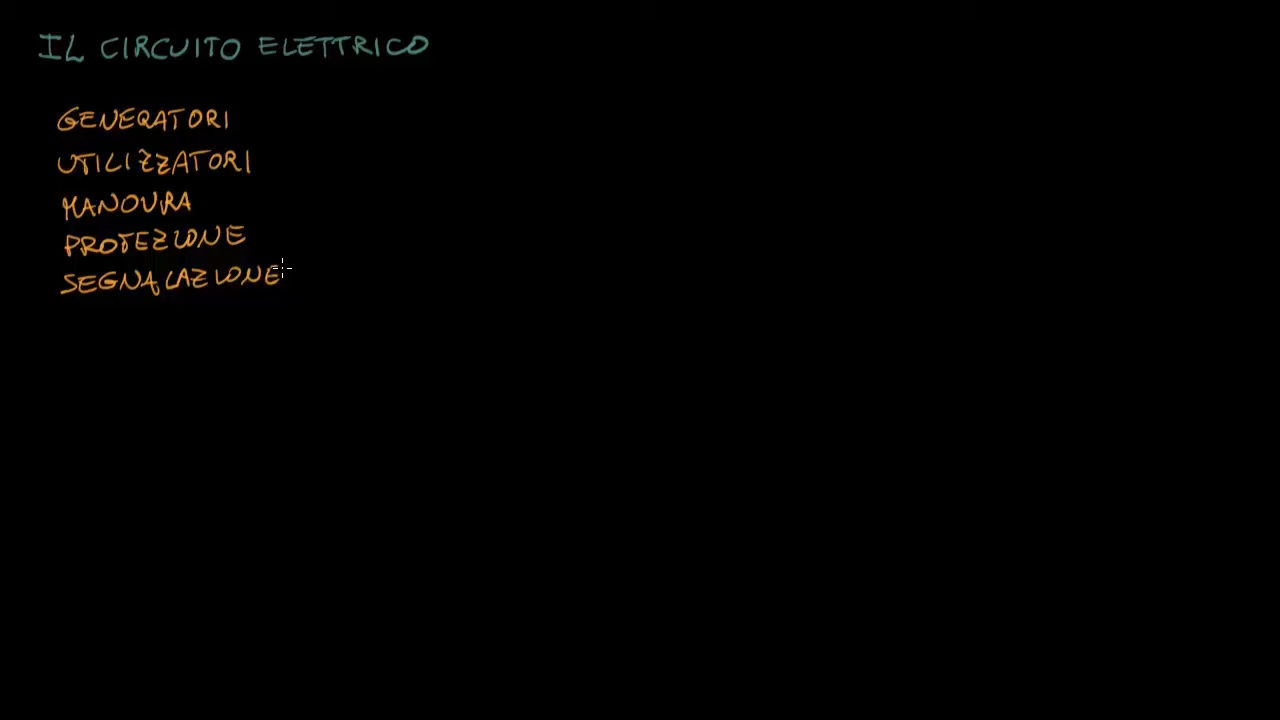 IL CIRCUITO ELETTRICO
GENERATORI
UTILIZZATORI
MANOVRA
PROTEZIONE
SEGNALAZIONE